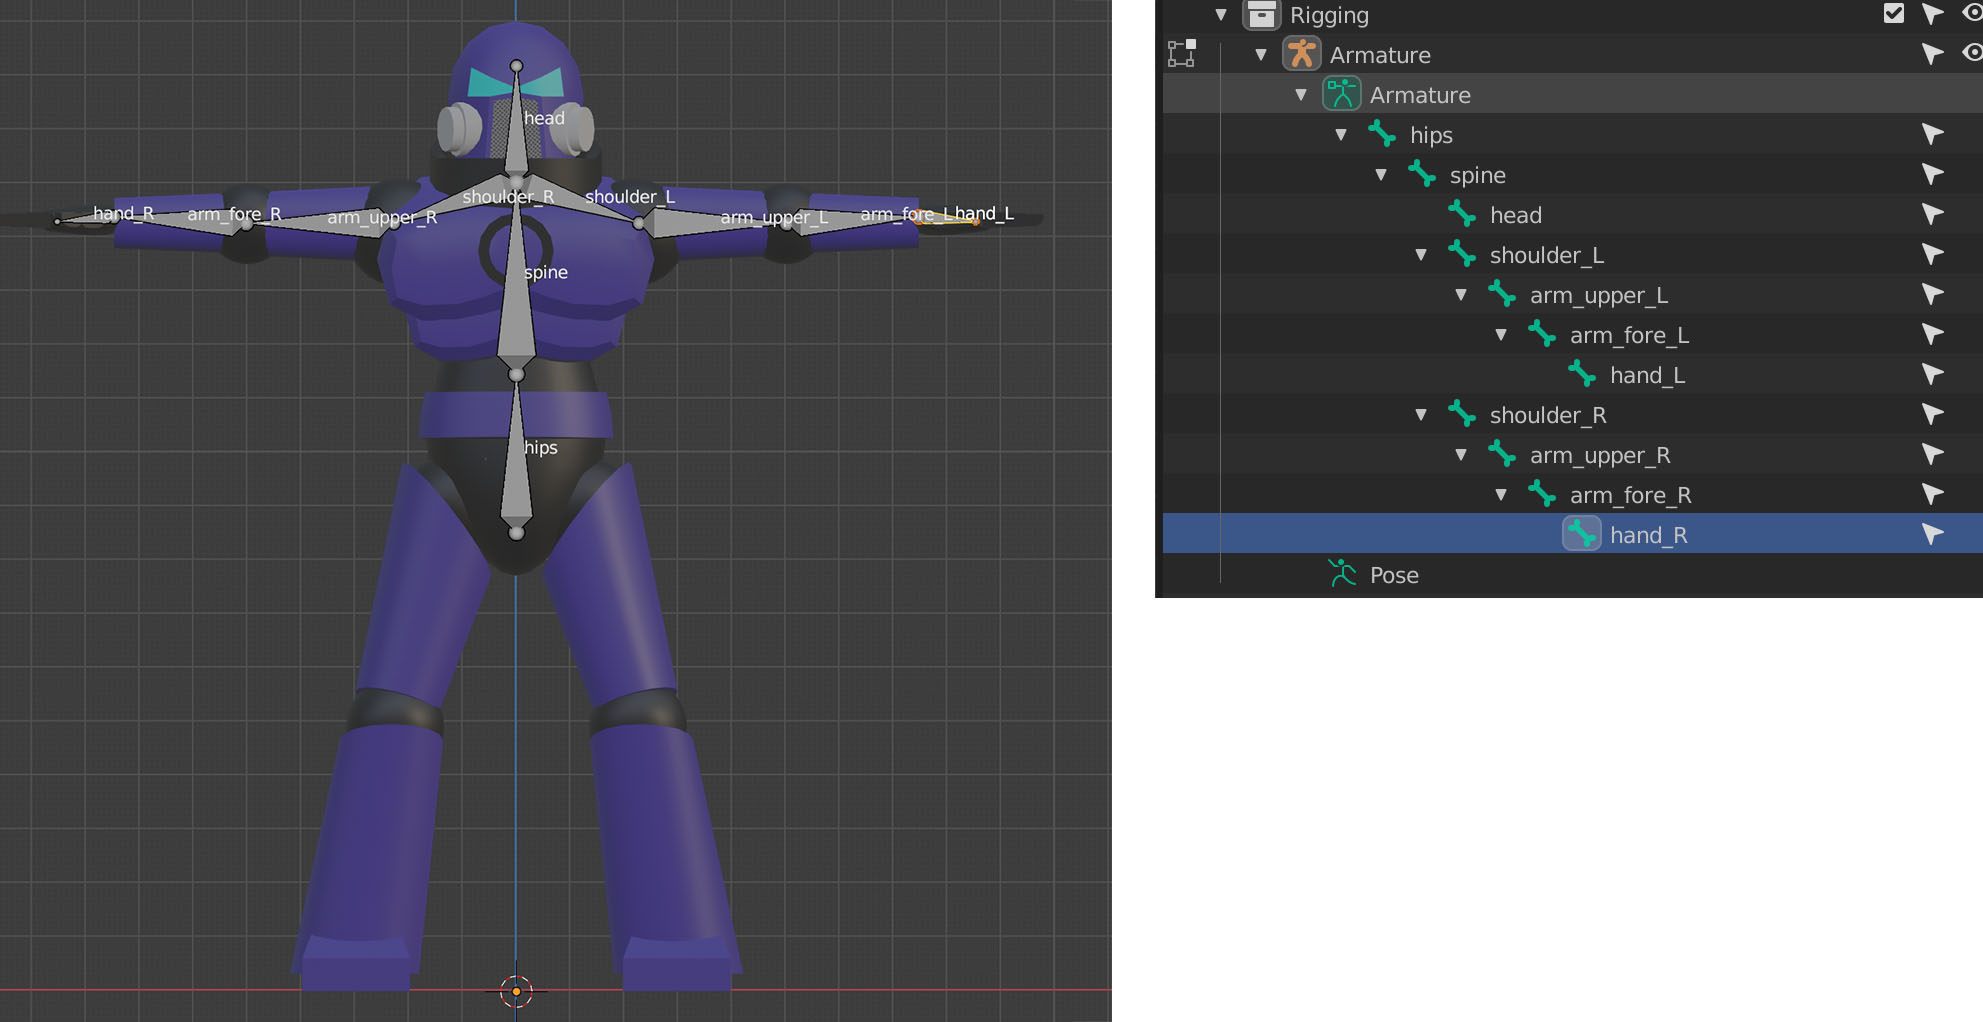 head
shoulder_R
shoulder_L
hand_R
arm_fore_R
arm_upper_R
arm_upper_L
arm_fore_L
hand_L
spine
hips
Rigging
Armature
Armature
hips
spine
head
shoulder_L
arm_upper_L
arm_fore_L
hand_L
shoulder_R
arm_upper_R
arm_fore_R
hand_R
Pose